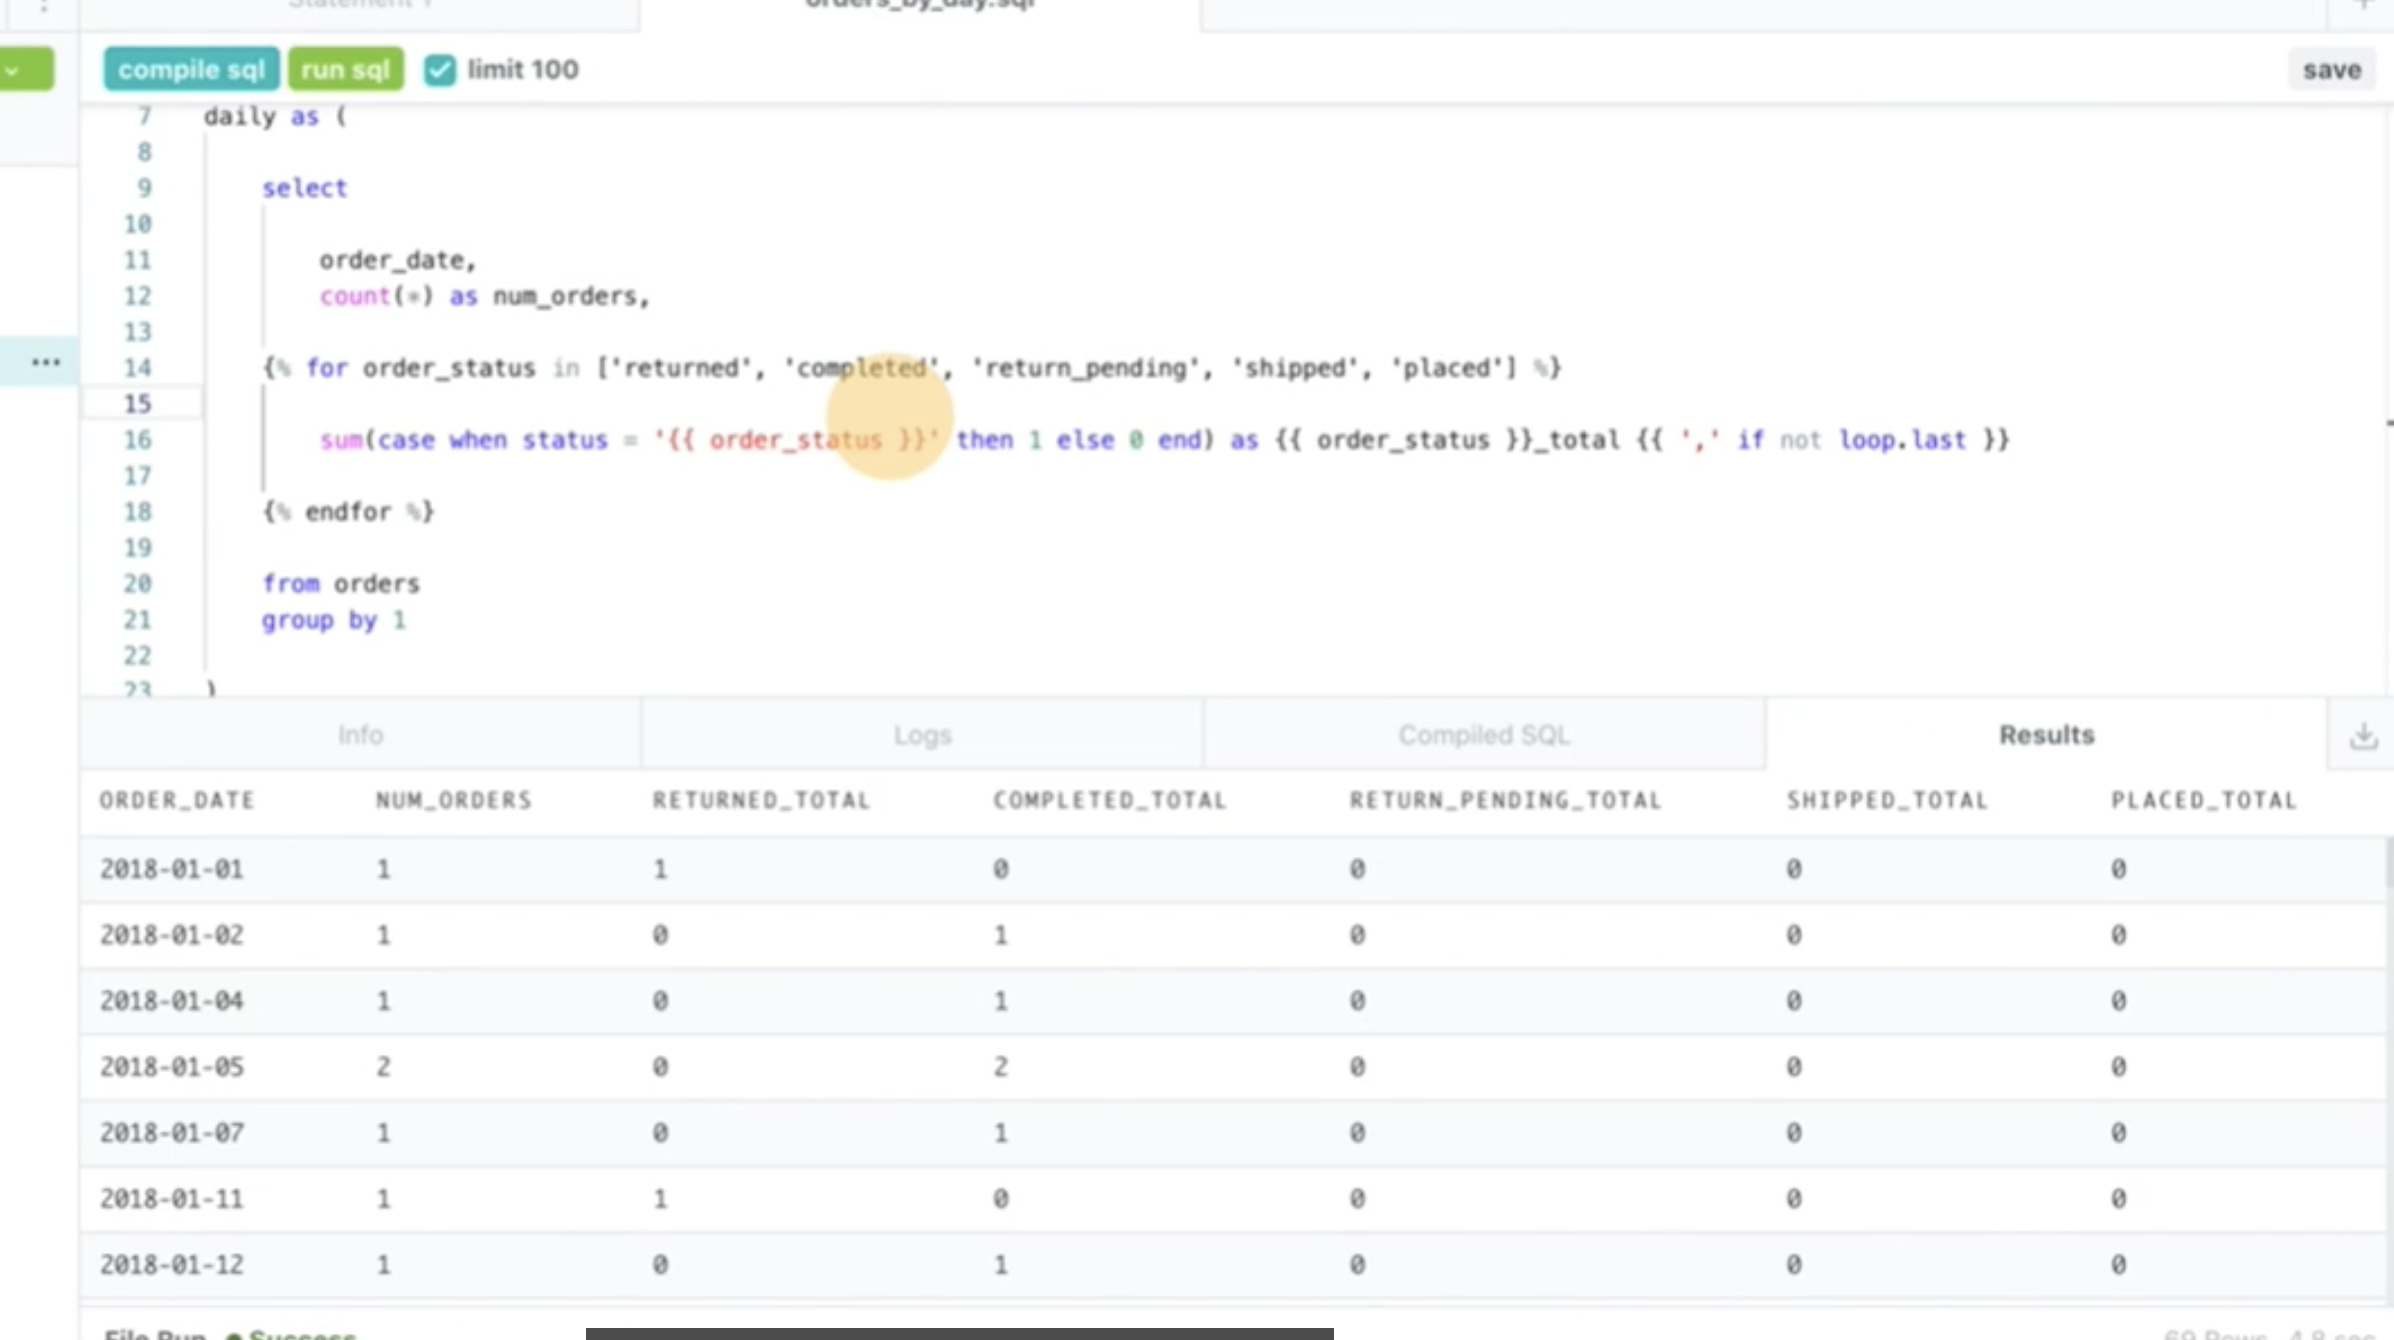 Statement 1
orders_by_day.sql
compile sql run sql limit 100 save
7 daily as (
8
9 select
10
11 order_date,
12 count(*) as num_orders,
13
14 {% for order_status in ['returned', 'completed', 'return_pending', 'shipped', 'placed'] %}
15
16 sum(case when status = '{{ order_status }}' then 1 else 0 end) as {{ order_status }}_total {{ ',' if not loop.last }}
17
18 {% endfor %}
19
20 from orders
21 group by 1
22
23 )
Info Logs Compiled SQL Results
ORDER_DATE NUM_ORDERS RETURNED_TOTAL COMPLETED_TOTAL RETURN_PENDING_TOTAL SHIPPED_TOTAL PLACED_TOTAL
2018-01-01 1 1 0 0 0 0
2018-01-02 1 0 1 0 0 0
2018-01-04 1 0 1 0 0 0
2018-01-05 2 0 2 0 0 0
2018-01-07 1 0 1 0 0 0
2018-01-11 1 1 0 0 0 0
2018-01-12 1 0 1 0 0 0
File Run Success 69 Rows 4.8 sec